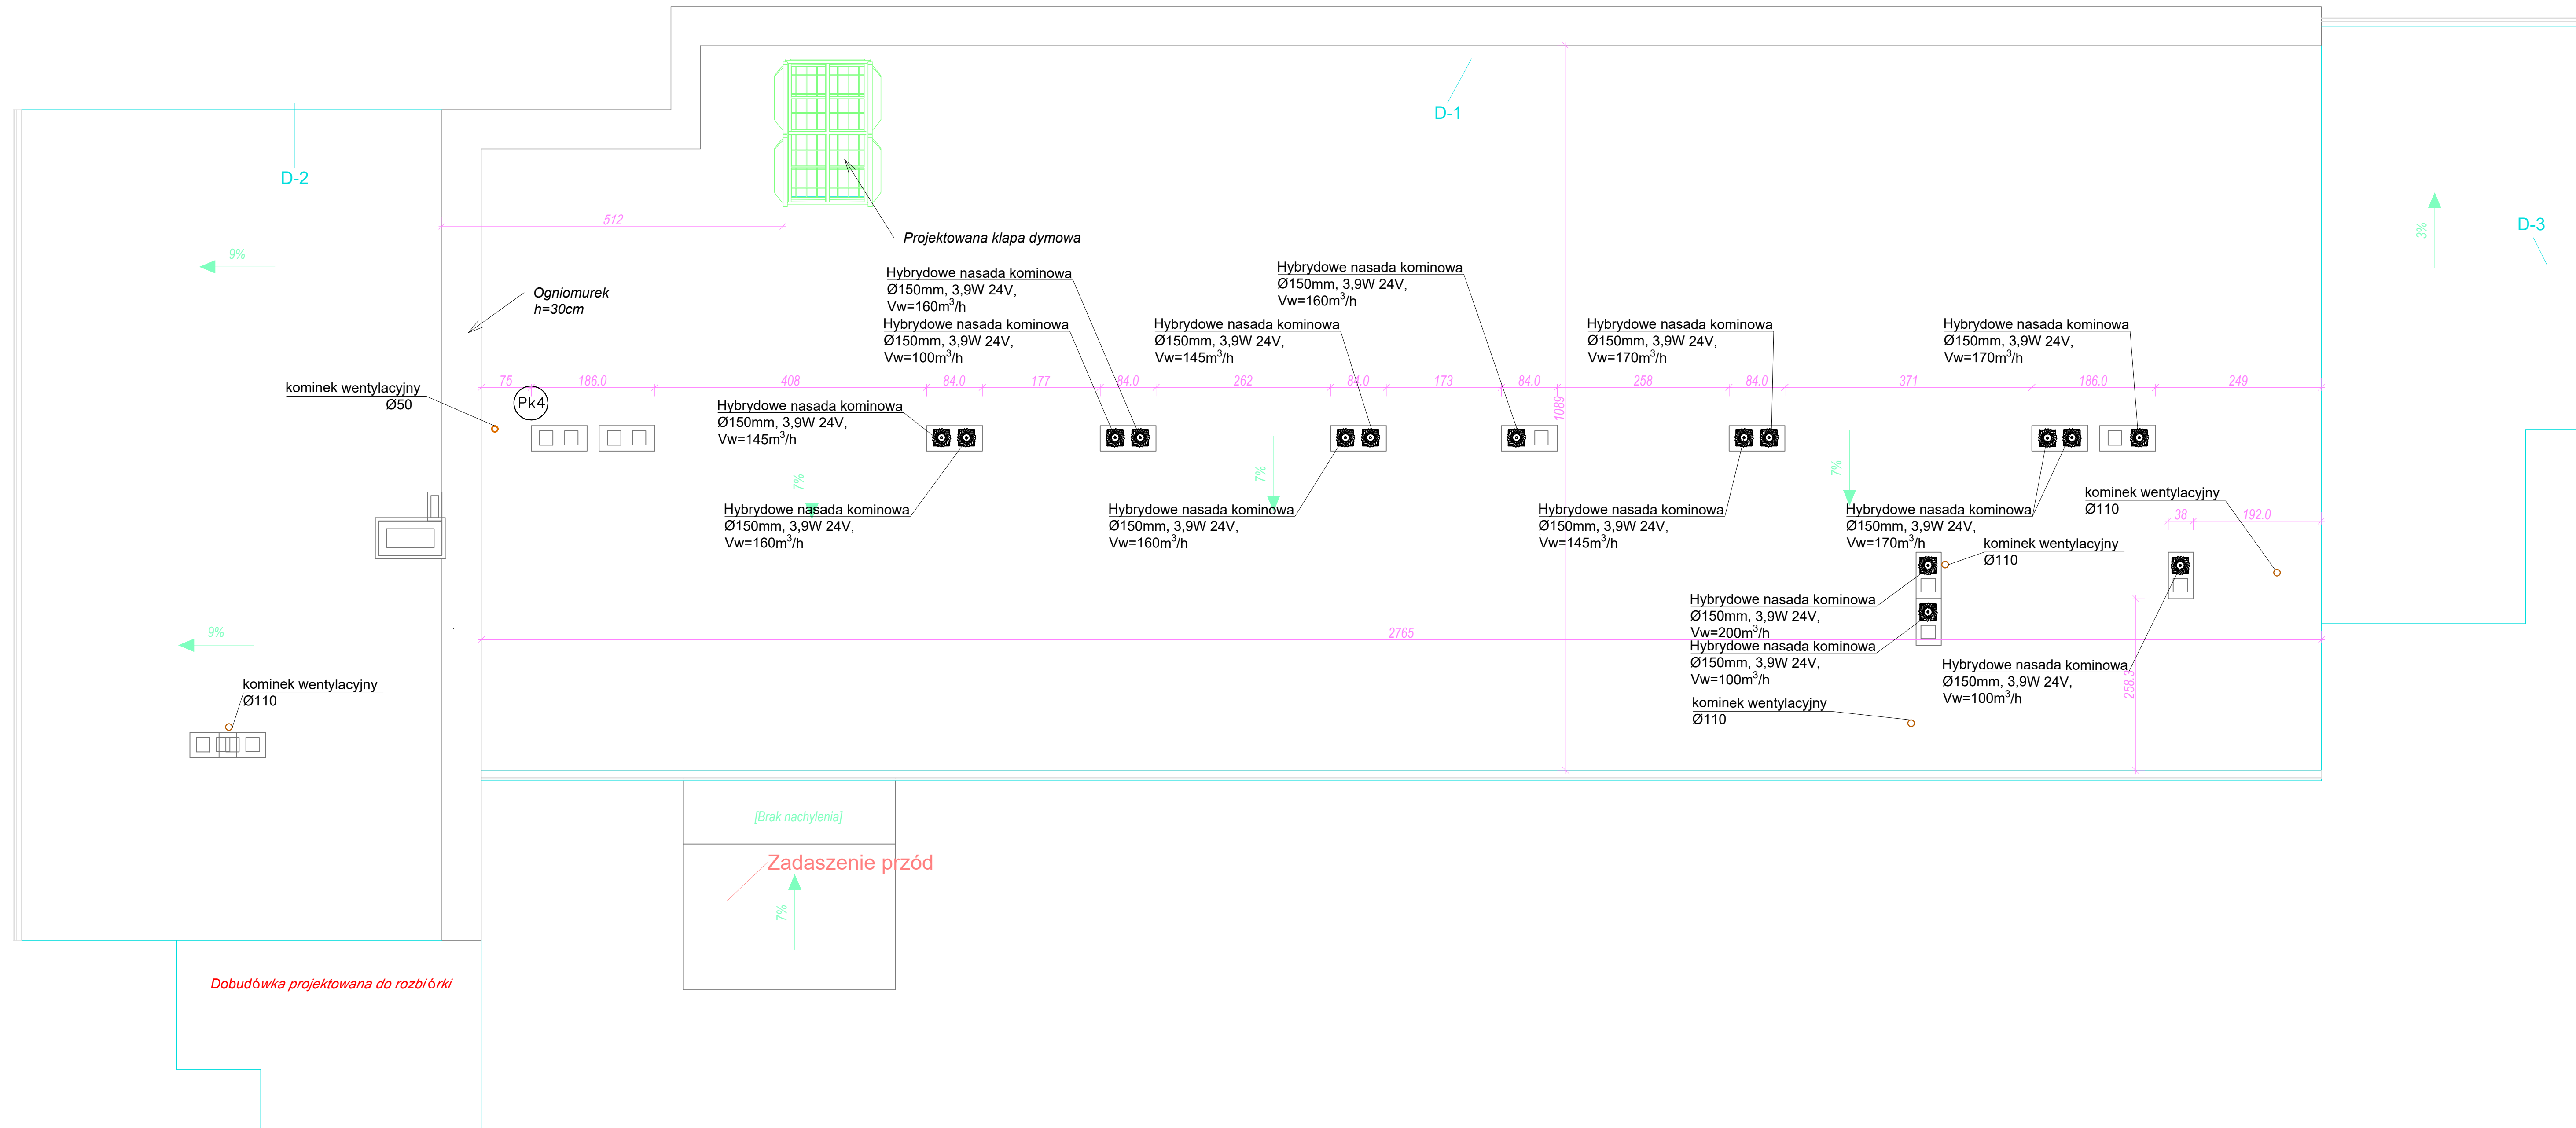 D-1
D-2
D-3
512
9%
3%
Projektowana klapa dymowa
Ogniomurek
h=30cm
Hybrydowe nasada kominowa
Ø150mm, 3,9W 24V,
Vw=160m³/h
Hybrydowe nasada kominowa
Ø150mm, 3,9W 24V,
Vw=100m³/h
Hybrydowe nasada kominowa
Ø150mm, 3,9W 24V,
Vw=145m³/h
Hybrydowe nasada kominowa
Ø150mm, 3,9W 24V,
Vw=160m³/h
Hybrydowe nasada kominowa
Ø150mm, 3,9W 24V,
Vw=170m³/h
Hybrydowe nasada kominowa
Ø150mm, 3,9W 24V,
Vw=170m³/h
kominek wentylacyjny
Ø50
75
Pk4
186.0
408
84.0
177
84.0
262
84.0
173
84.0
258
84.0
371
186.0
249
1089
Hybrydowe nasada kominowa
Ø150mm, 3,9W 24V,
Vw=145m³/h
7%
7%
7%
Hybrydowe nasada kominowa
Ø150mm, 3,9W 24V,
Vw=160m³/h
Hybrydowe nasada kominowa
Ø150mm, 3,9W 24V,
Vw=160m³/h
Hybrydowe nasada kominowa
Ø150mm, 3,9W 24V,
Vw=145m³/h
Hybrydowe nasada kominowa
Ø150mm, 3,9W 24V,
Vw=170m³/h
kominek wentylacyjny
Ø110
38
192.0
kominek wentylacyjny
Ø110
Hybrydowe nasada kominowa
Ø150mm, 3,9W 24V,
Vw=200m³/h
Hybrydowe nasada kominowa
Ø150mm, 3,9W 24V,
Vw=100m³/h
Hybrydowe nasada kominowa
Ø150mm, 3,9W 24V,
Vw=100m³/h
258.3
2765
9%
kominek wentylacyjny
Ø110
kominek wentylacyjny
Ø110
[Brak nachylenia]
Zadaszenie przód
7%
Dobudówka projektowana do rozbiórki